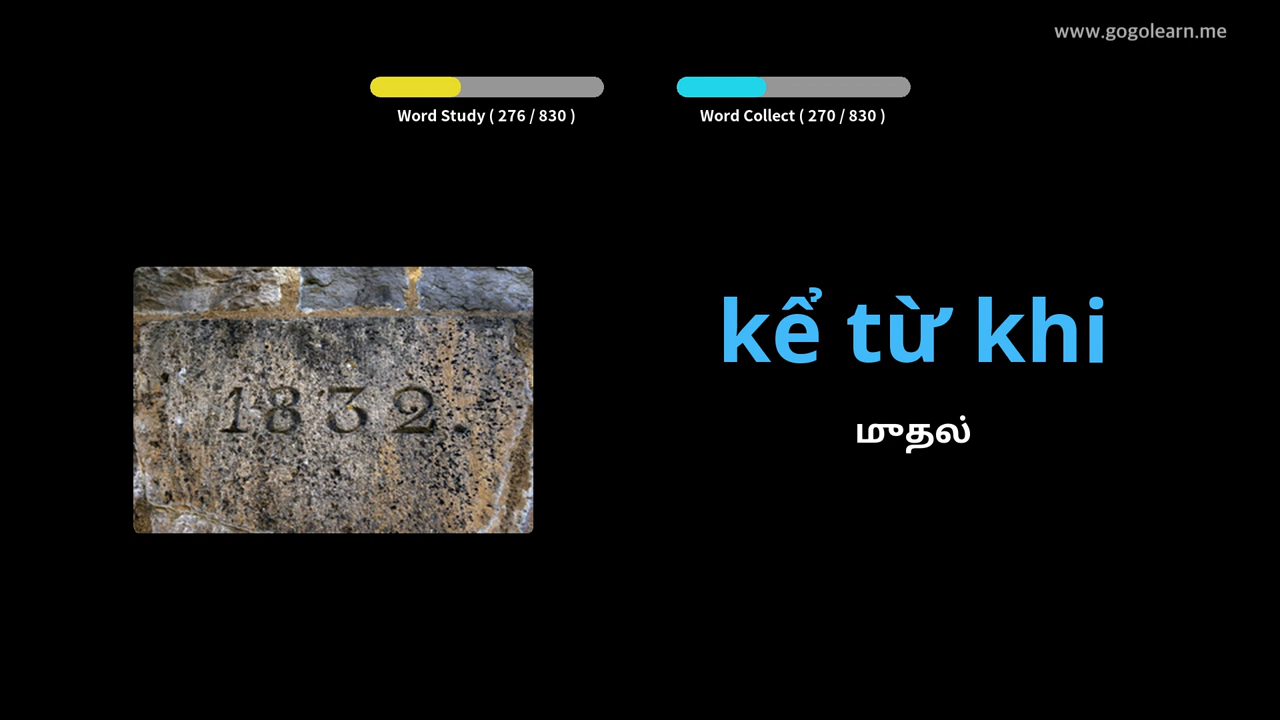 www.gogolearn.me
Word Study ( 276 / 830 )
Word Collect ( 270 / 830 )
1832.
kể từ khi
முதல்